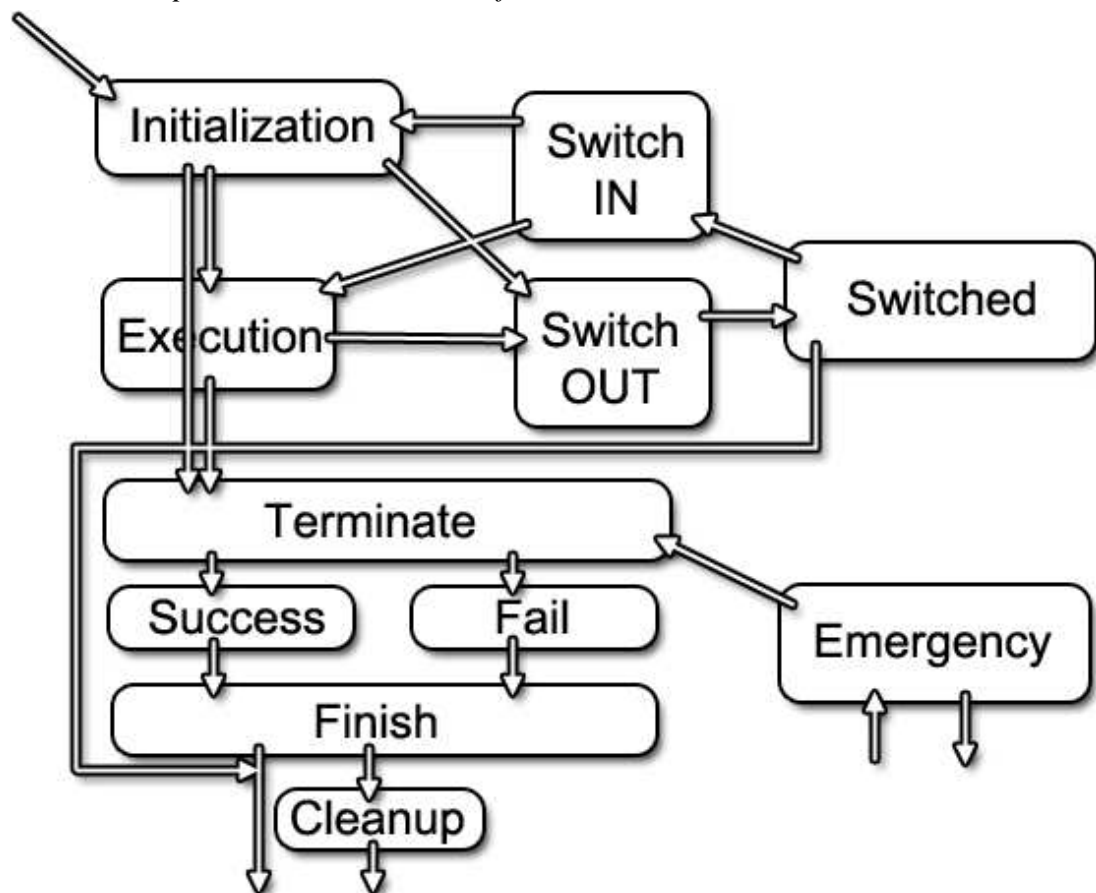 Initialization
Switch
IN
Switched
Execution
Switch
OUT
Terminate
Success
Fail
Emergency
Finish
Cleanup